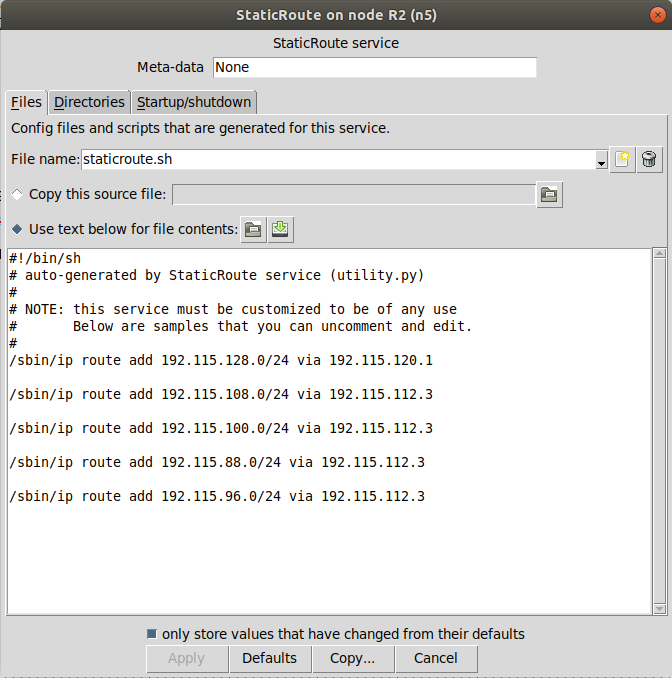 StaticRoute on node R2 (n5)
StaticRoute service
Meta-data None
Files Directories Startup/shutdown
Config files and scripts that are generated for this service.
File name: staticroute.sh
Copy this source file:
Use text below for file contents:
#!/bin/sh
# auto-generated by StaticRoute service (utility.py)
#
# NOTE: this service must be customized to be of any use
#       Below are samples that you can uncomment and edit.
#
/sbin/ip route add 192.115.128.0/24 via 192.115.120.1
/sbin/ip route add 192.115.108.0/24 via 192.115.112.3
/sbin/ip route add 192.115.100.0/24 via 192.115.112.3
/sbin/ip route add 192.115.88.0/24 via 192.115.112.3
/sbin/ip route add 192.115.96.0/24 via 192.115.112.3
only store values that have changed from their defaults
Apply Defaults Copy... Cancel